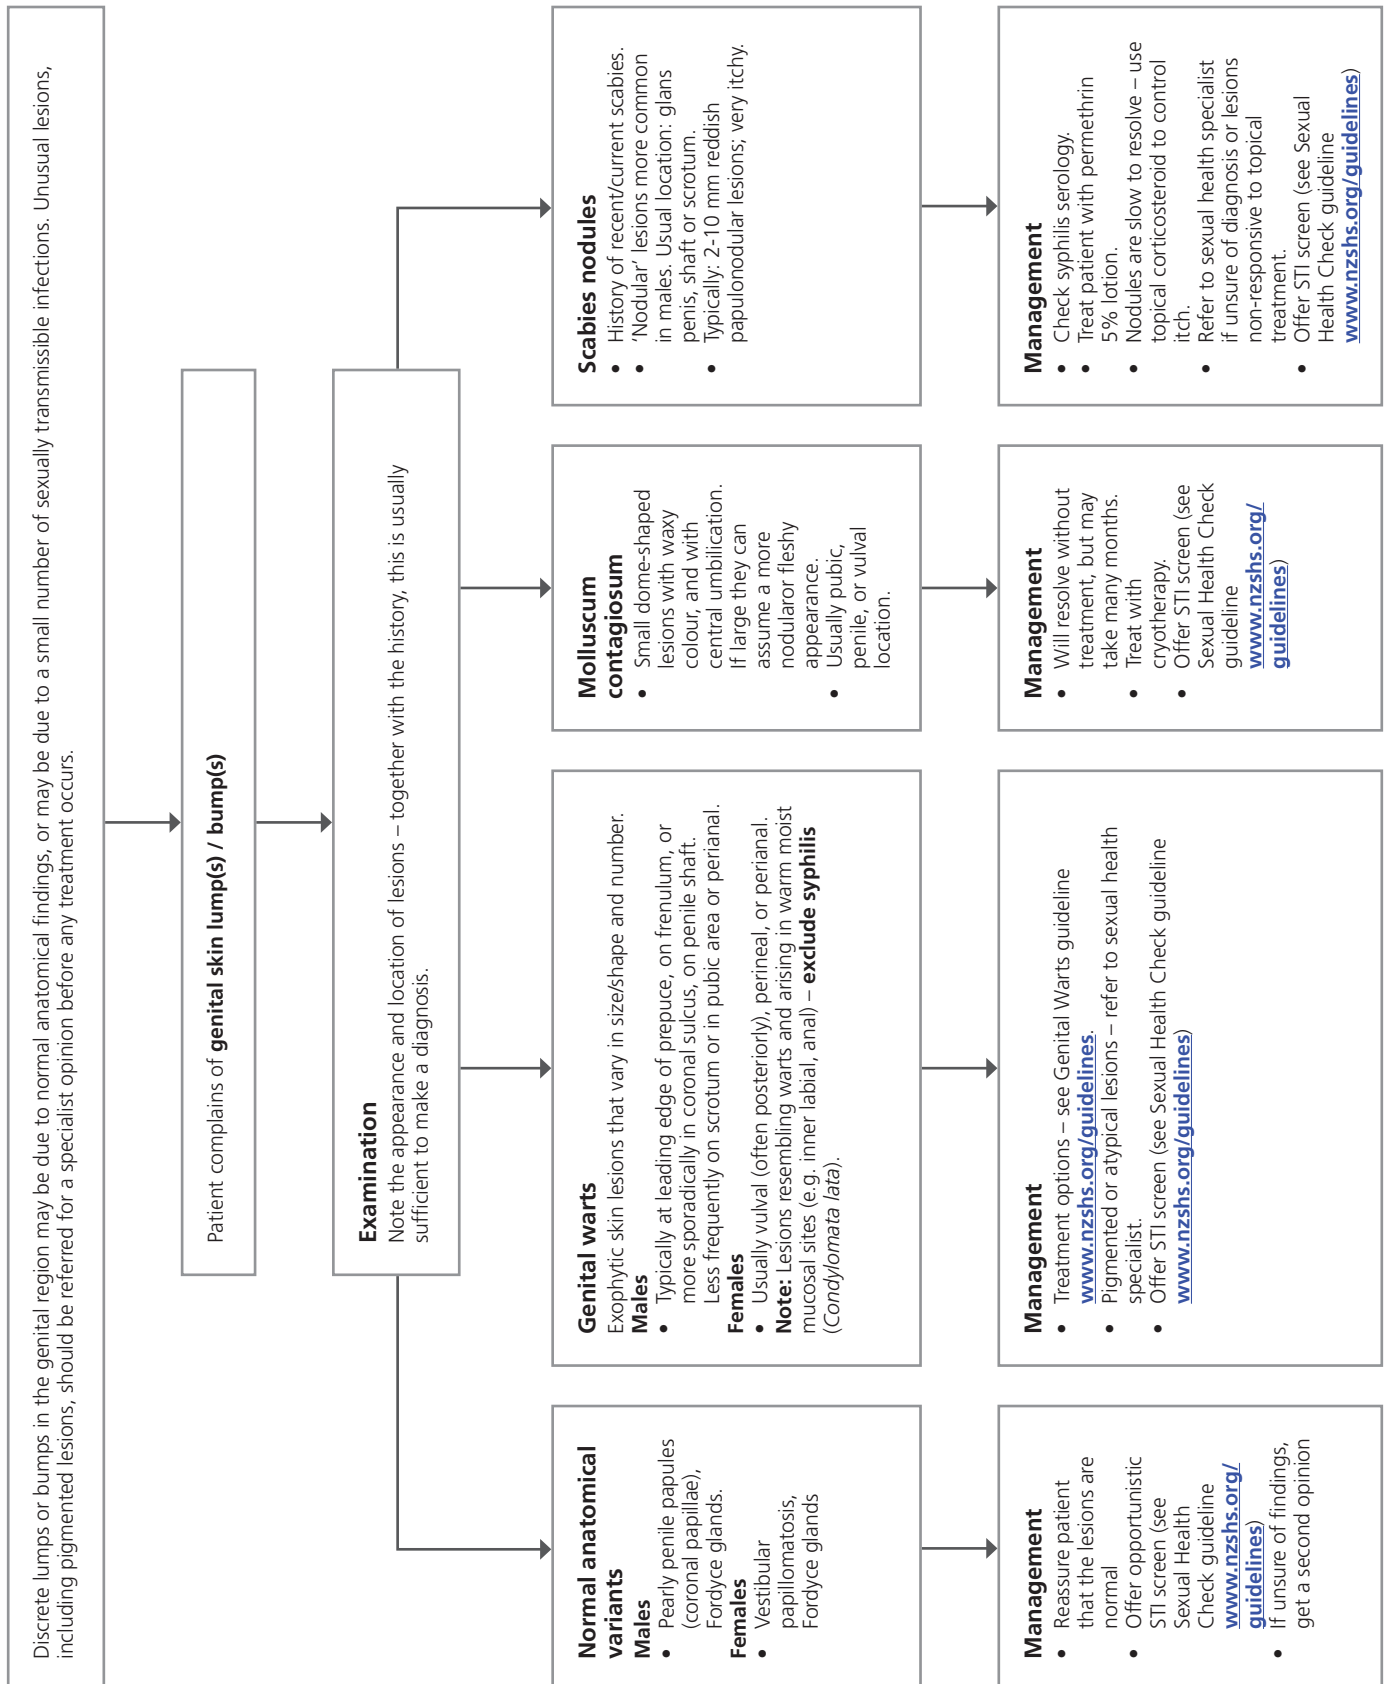 Discrete lumps or bumps in the genital region may be due to normal anatomical findings, or may be due to a small number of sexually transmissible infections. Unusual lesions,
including pigmented lesions, should be referred for a specialist opinion before any treatment occurs.
Patient complains of genital skin lump(s) / bump(s)
Examination
Note the appearance and location of lesions – together with the history, this is usually
sufficient to make a diagnosis.
Normal anatomical
variants
Males
• Pearly penile papules
(coronal papillae),
Fordyce glands.
Females
• Vestibular
papillomatosis,
Fordyce glands
Genital warts
Exophytic skin lesions that vary in size/shape and number.
Males
• Typically at leading edge of prepuce, on frenulum, or
more sporadically in coronal sulcus, on penile shaft.
Less frequently on scrotum or in pubic area or perianal.
Females
• Usually vulval (often posteriorly), perineal, or perianal.
Note: Lesions resembling warts and arising in warm moist
mucosal sites (e.g. inner labial, anal) – exclude syphilis
(Condylomata lata).
Molluscum
contagiosum
• Small dome-shaped
lesions with waxy
colour, and with
central umbilication.
If large they can
assume a more
nodularor fleshy
appearance.
• Usually pubic,
penile, or vulval
location.
Scabies nodules
• History of recent/current scabies.
• 'Nodular' lesions more common
in males. Usual location: glans
penis, shaft or scrotum.
• Typically: 2-10 mm reddish
papulonodular lesions; very itchy.
Management
• Reassure patient
that the lesions are
normal
• Offer opportunistic
STI screen (see
Sexual Health
Check guideline
www.nzshs.org/
guidelines)
• If unsure of findings,
get a second opinion
Management
• Treatment options – see Genital Warts guideline
www.nzshs.org/guidelines.
• Pigmented or atypical lesions – refer to sexual health
specialist.
• Offer STI screen (see Sexual Health Check guideline
www.nzshs.org/guidelines)
Management
• Will resolve without
treatment, but may
take many months.
• Treat with
cryotherapy.
• Offer STI screen (see
Sexual Health Check
guideline
www.nzshs.org/
guidelines)
Management
• Check syphilis serology.
• Treat patient with permethrin
5% lotion.
• Nodules are slow to resolve – use
topical corticosteroid to control
itch.
• Refer to sexual health specialist
if unsure of diagnosis or lesions
non-responsive to topical
treatment.
• Offer STI screen (see Sexual
Health Check guideline
www.nzshs.org/guidelines)